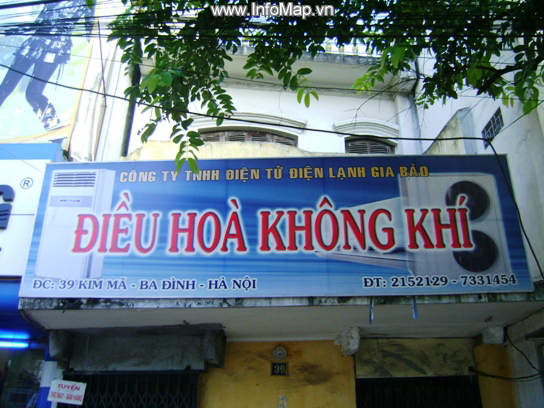 www.InfoMap.vn
®
CÔNG TY TNHH ĐIỆN TỬ ĐIỆN LẠNH GIA BẢO
ĐIỀU HOÀ KHÔNG KHÍ
ĐC: 39 KIM MÃ - BA ĐÌNH - HÀ NỘI
ĐT: 2152129 - 7331454
TUYỂN